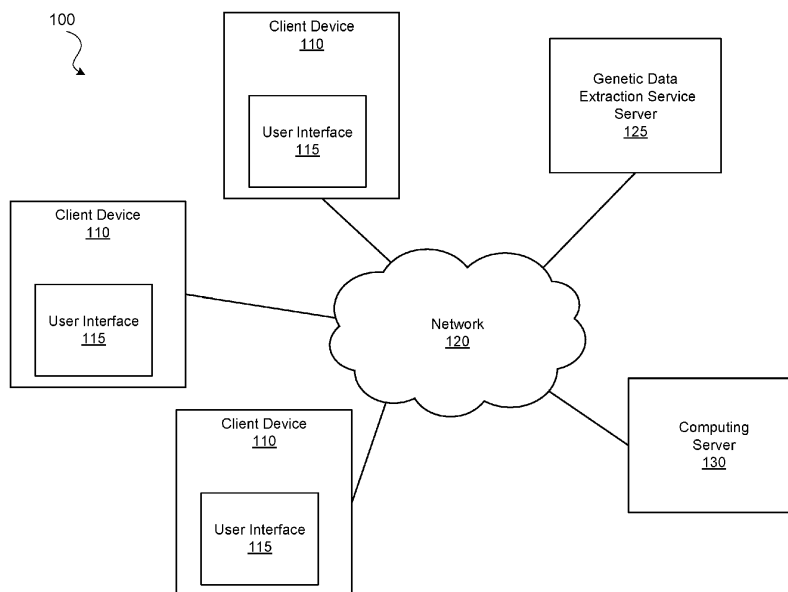 100
Client Device
110
User Interface
115
Genetic Data
Extraction Service
Server
125
Client Device
110
User Interface
115
Network
120
Client Device
110
User Interface
115
Computing
Server
130